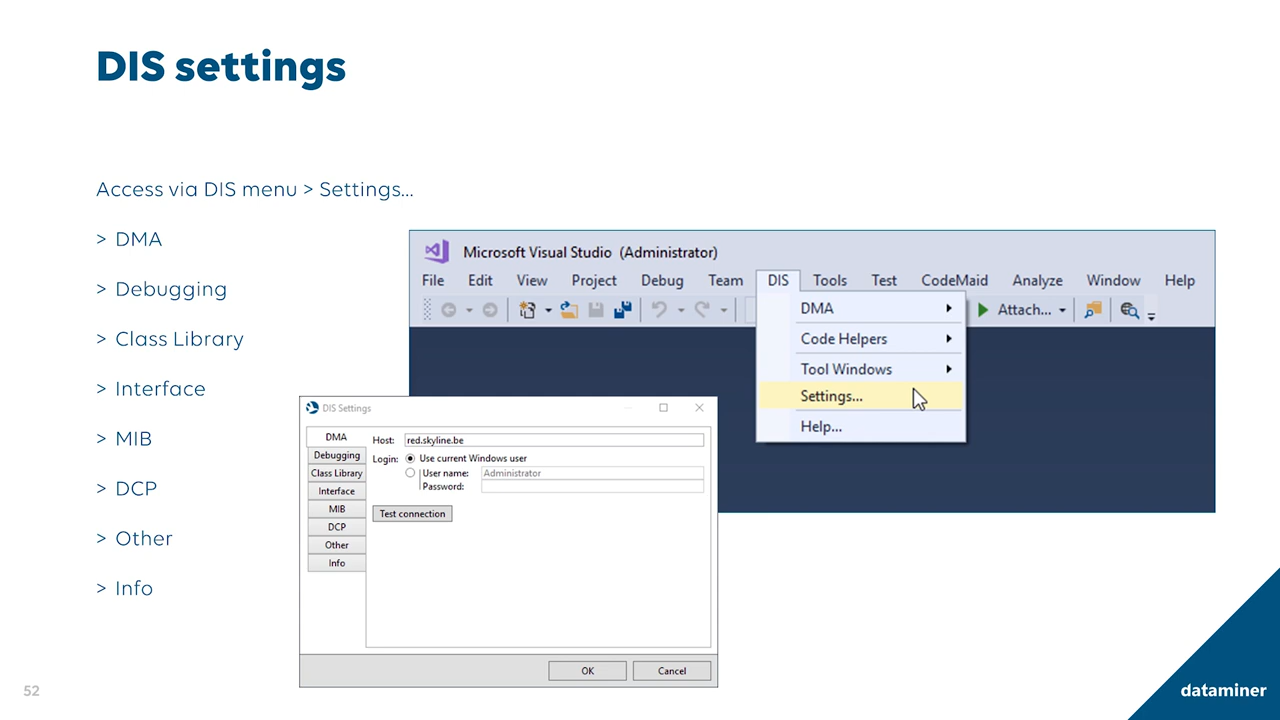 DIS settings
Access via DIS menu > Settings...
> DMA
> Debugging
> Class Library
> Interface
> MIB
> DCP
> Other
> Info
Microsoft Visual Studio (Administrator)
File Edit View Project Debug Team DIS Tools Test CodeMaid Analyze Window Help
Attach...
DMA
Code Helpers
Tool Windows
Settings...
Help...
DIS Settings
DMA
Debugging
Class Library
Interface
MIB
DCP
Other
Info
Host: red.skyline.be
Login: Use current Windows user
User name: Administrator
Password:
Test connection
OK Cancel
52
dataminer